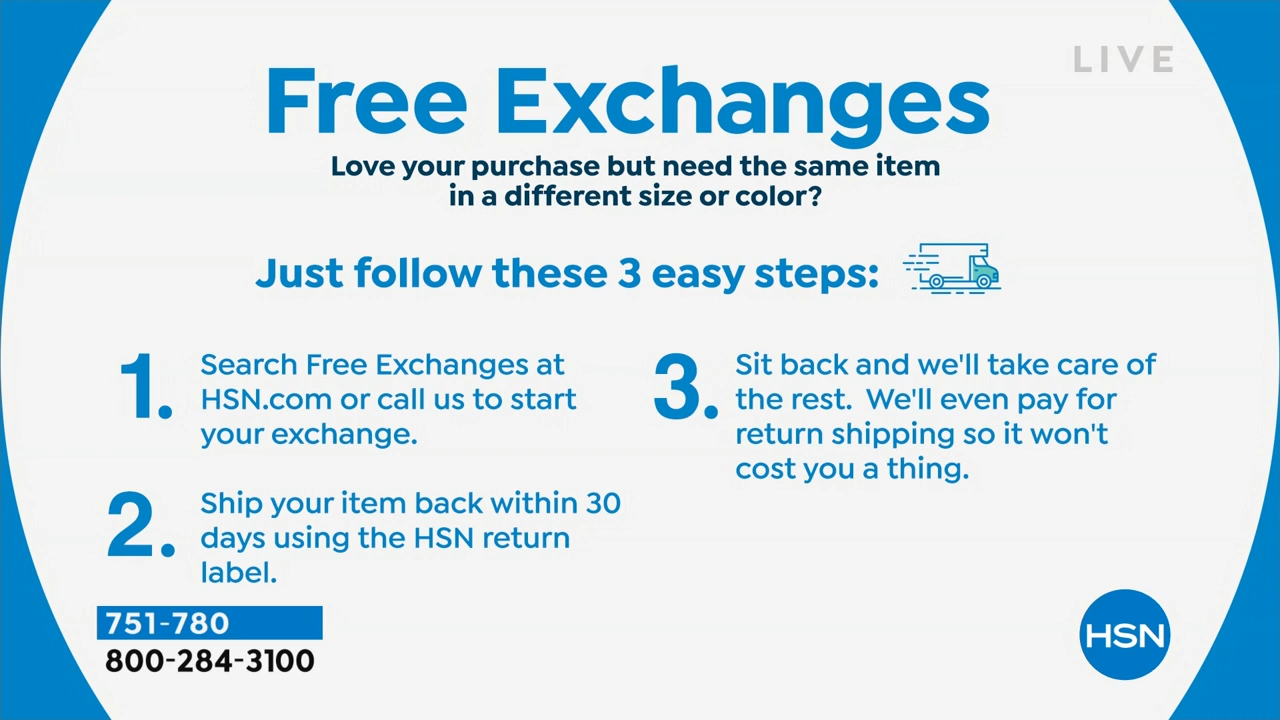 LIVE
Free Exchanges
Love your purchase but need the same item
in a different size or color?
Just follow these 3 easy steps:
1. Search Free Exchanges at
HSN.com or call us to start
your exchange.
2. Ship your item back within 30
days using the HSN return
label.
3. Sit back and we'll take care of
the rest. We'll even pay for
return shipping so it won't
cost you a thing.
751-780
800-284-3100
HSN